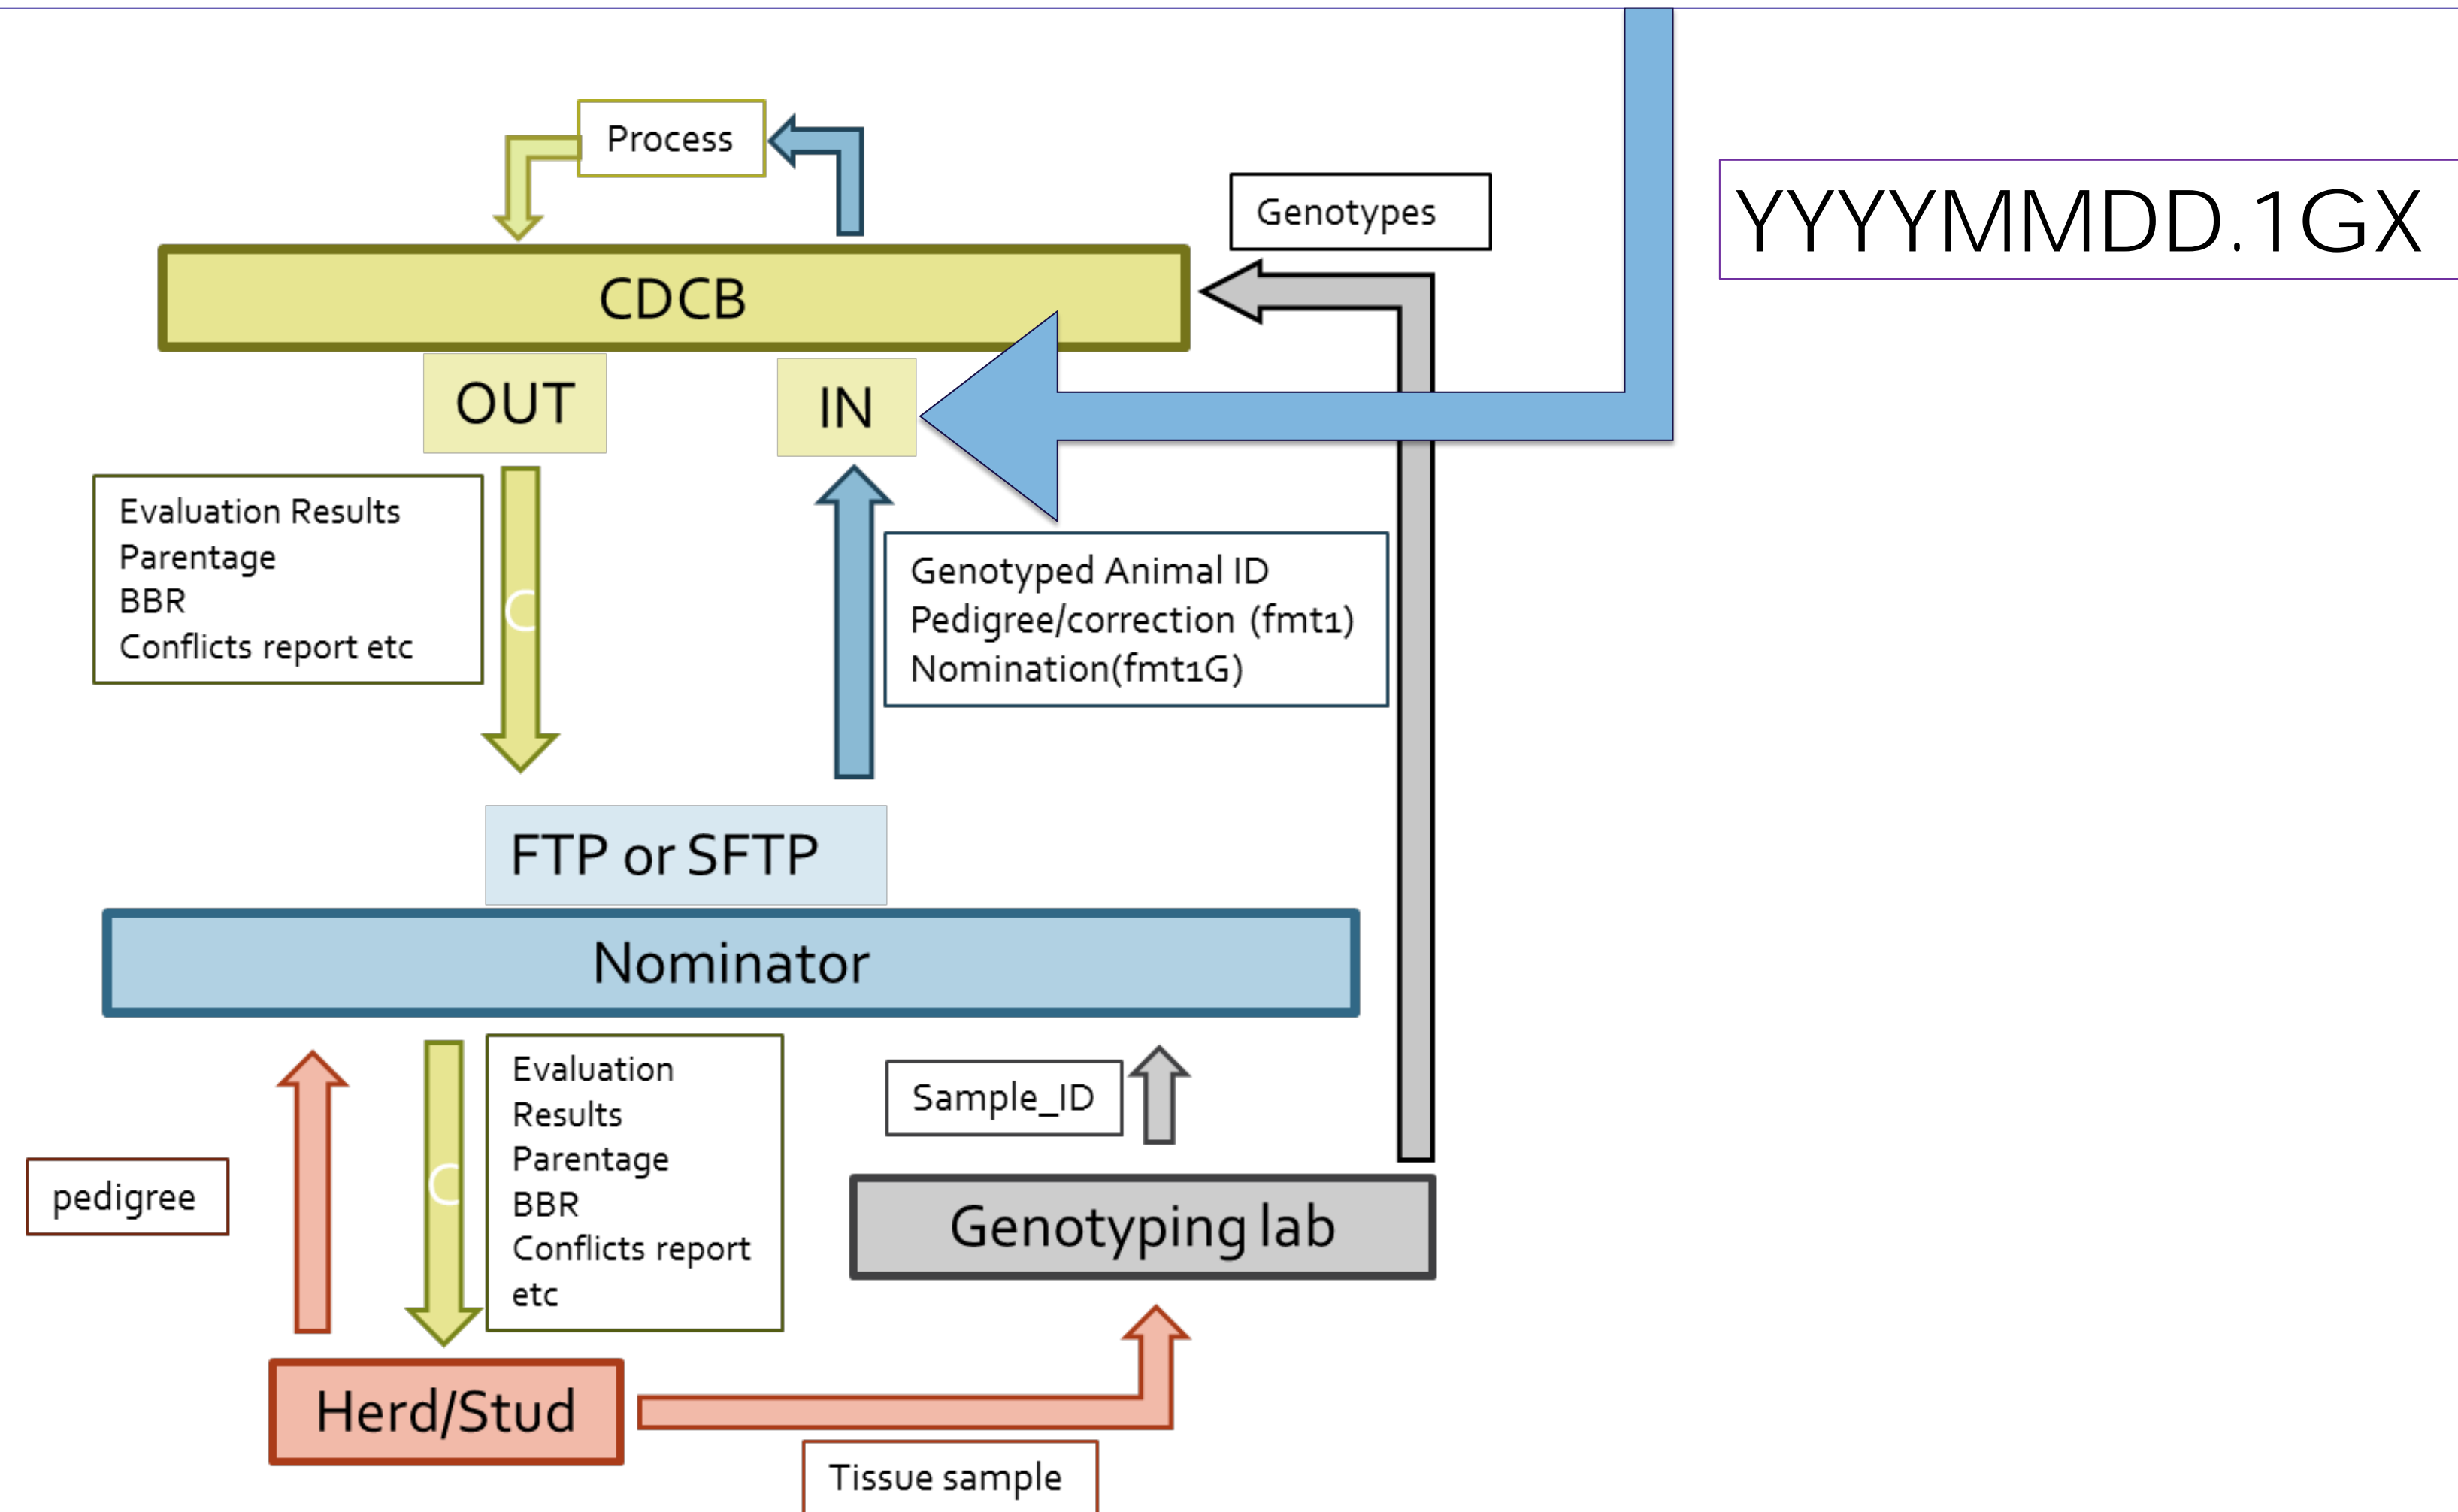 Process
Genotypes
YYYYMMDD.1GX
CDCB
OUT
IN
Evaluation Results
Parentage
BBR
Conflicts report etc
C
Genotyped Animal ID
Pedigree/correction (fmt1)
Nomination(fmt1G)
FTP or SFTP
Nominator
Evaluation
Results
Parentage
BBR
Conflicts report
etc
C
Sample_ID
pedigree
Genotyping lab
Herd/Stud
Tissue sample